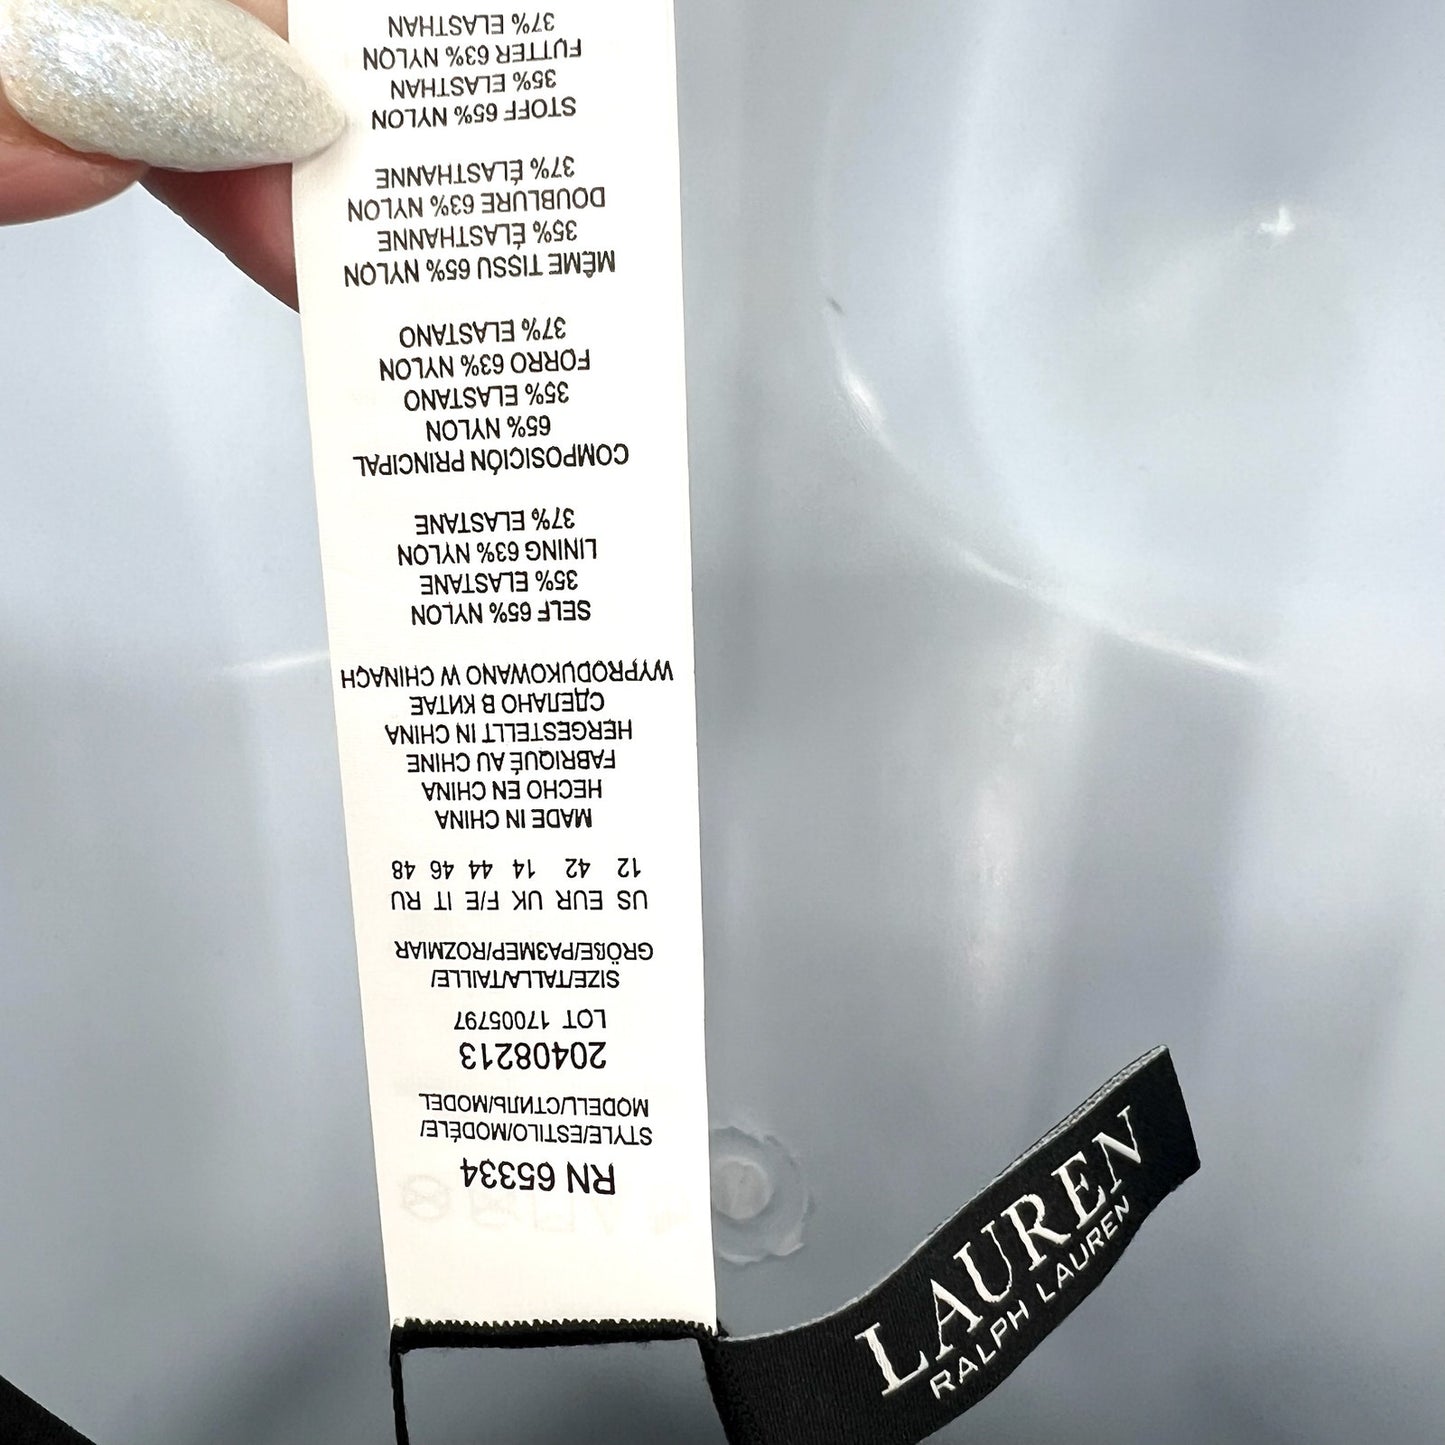 RN 65334
STYLE/ESTILO/MODÈLE/
MODELL/СТИЛЬ/MODEL
20408213
LOT 17005797
SIZE/TALLA/TAILLE/
GRÖßE/РАЗМЕР/ROZMIAR
US EUR UK F/E IT RU
12 42 14 44 46 48
MADE IN CHINA
HECHO EN CHINA
FABRIQUÉ AU CHINE
HERGESTELLT IN CHINA
СДЕЛАНО В КИТАЕ
WYPRODUKOWANO W CHINACH
SELF 65% NYLON
35% ELASTANE
LINING 63% NYLON
37% ELASTANE
COMPOSICIÓN PRINCIPAL
65% NYLON
35% ELASTANO
FORRO 63% NYLON
37% ELASTANO
MÊME TISSU 65% NYLON
35% ÉLASTHANNE
DOUBLURE 63% NYLON
37% ÉLASTHANNE
STOFF 65% NYLON
35% ELASTHAN
FUTTER 63% NYLON
37% ELASTHAN
LAUREN
RALPH LAUREN